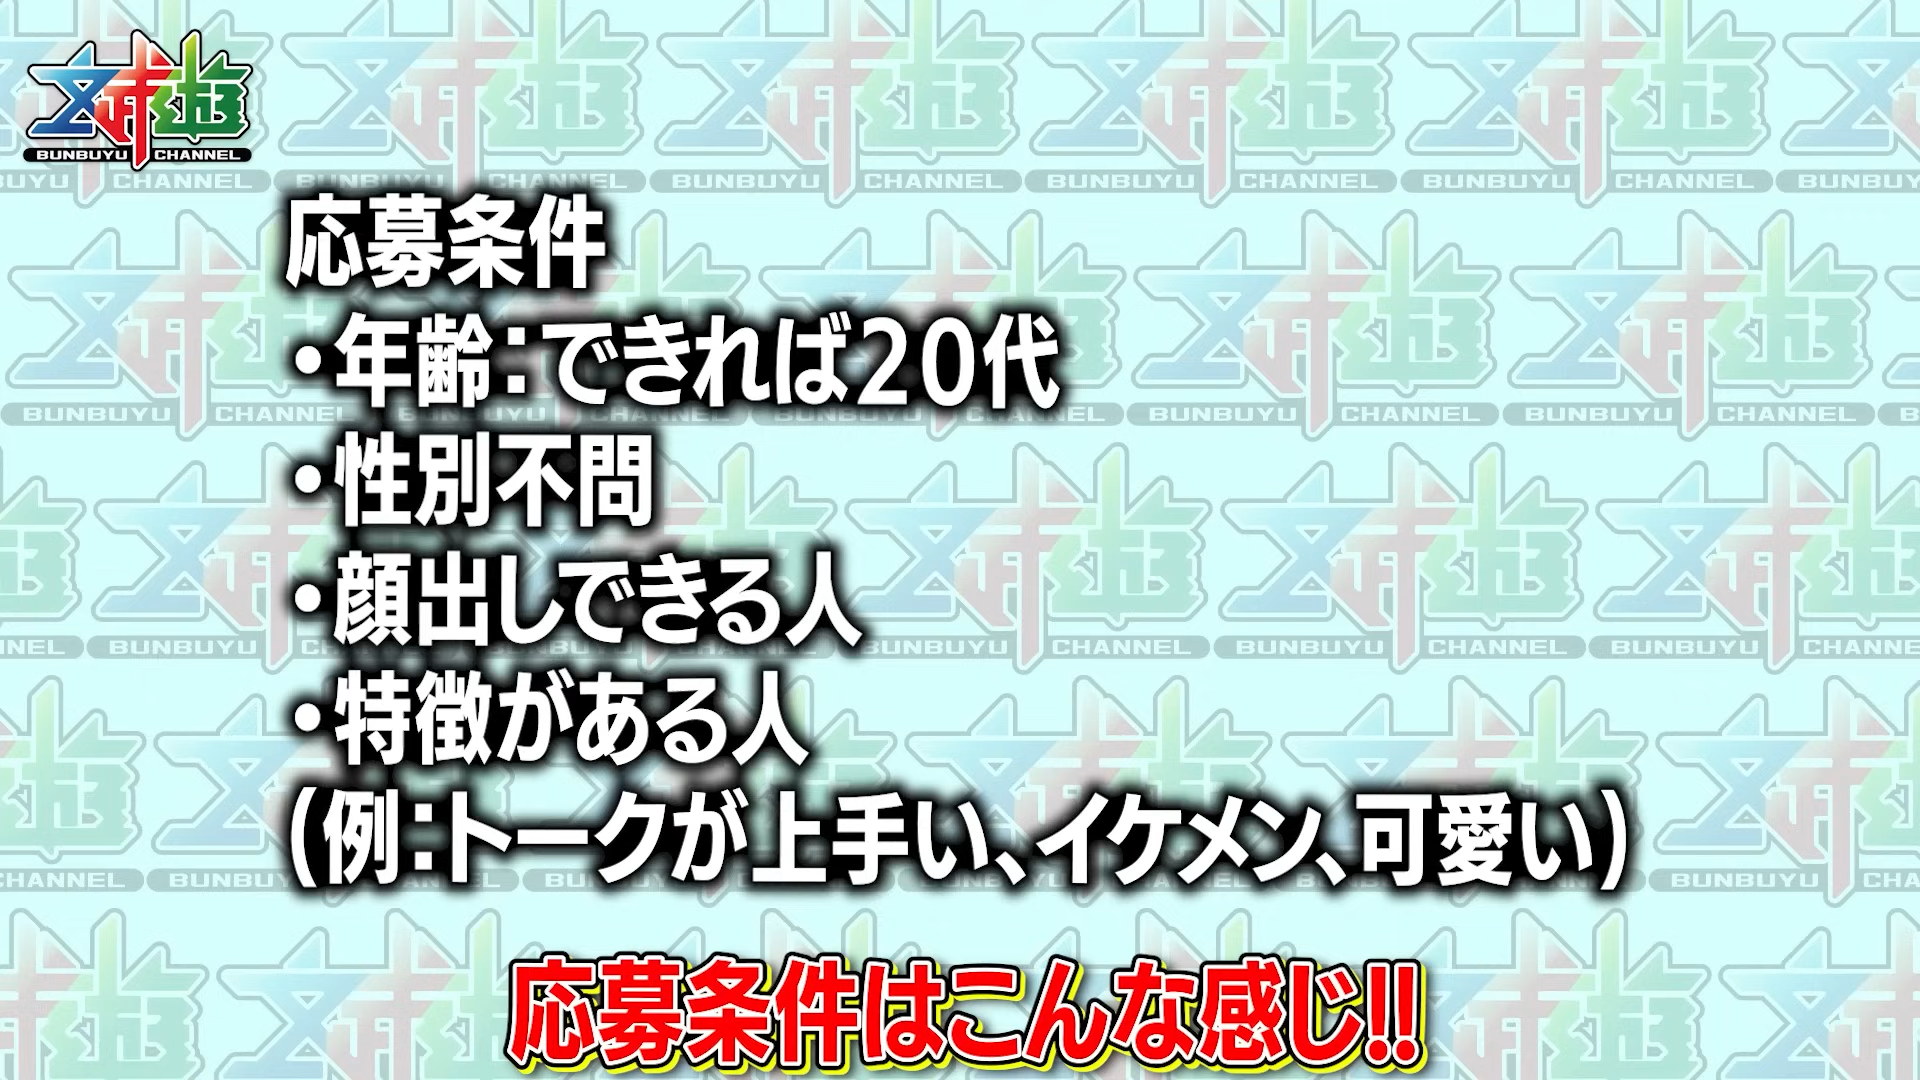 文武遊
BUNBUYU CHANNEL
応募条件
・年齢：できれば20代
・性別不問
・顔出しできる人
・特徴がある人
(例：トークが上手い、イケメン、可愛い)
応募条件はこんな感じ!!